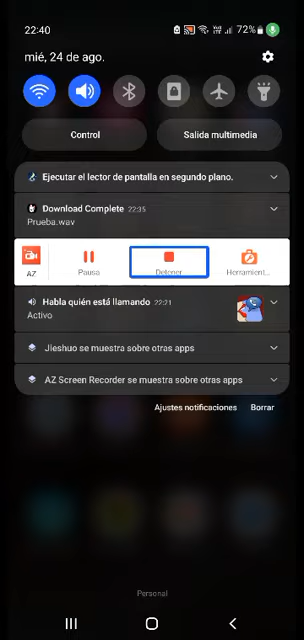 22:40
72%
mié, 24 de ago.
Control
Salida multimedia
Ejecutar el lector de pantalla en segundo plano.
Download Complete 22:35
Prueba.wav
AZ
Pausa
Detener
Herramient...
Habla quién está llamando 22:21
Activo
Jieshuo se muestra sobre otras apps
AZ Screen Recorder se muestra sobre otras apps
Ajustes notificaciones Borrar
Personal